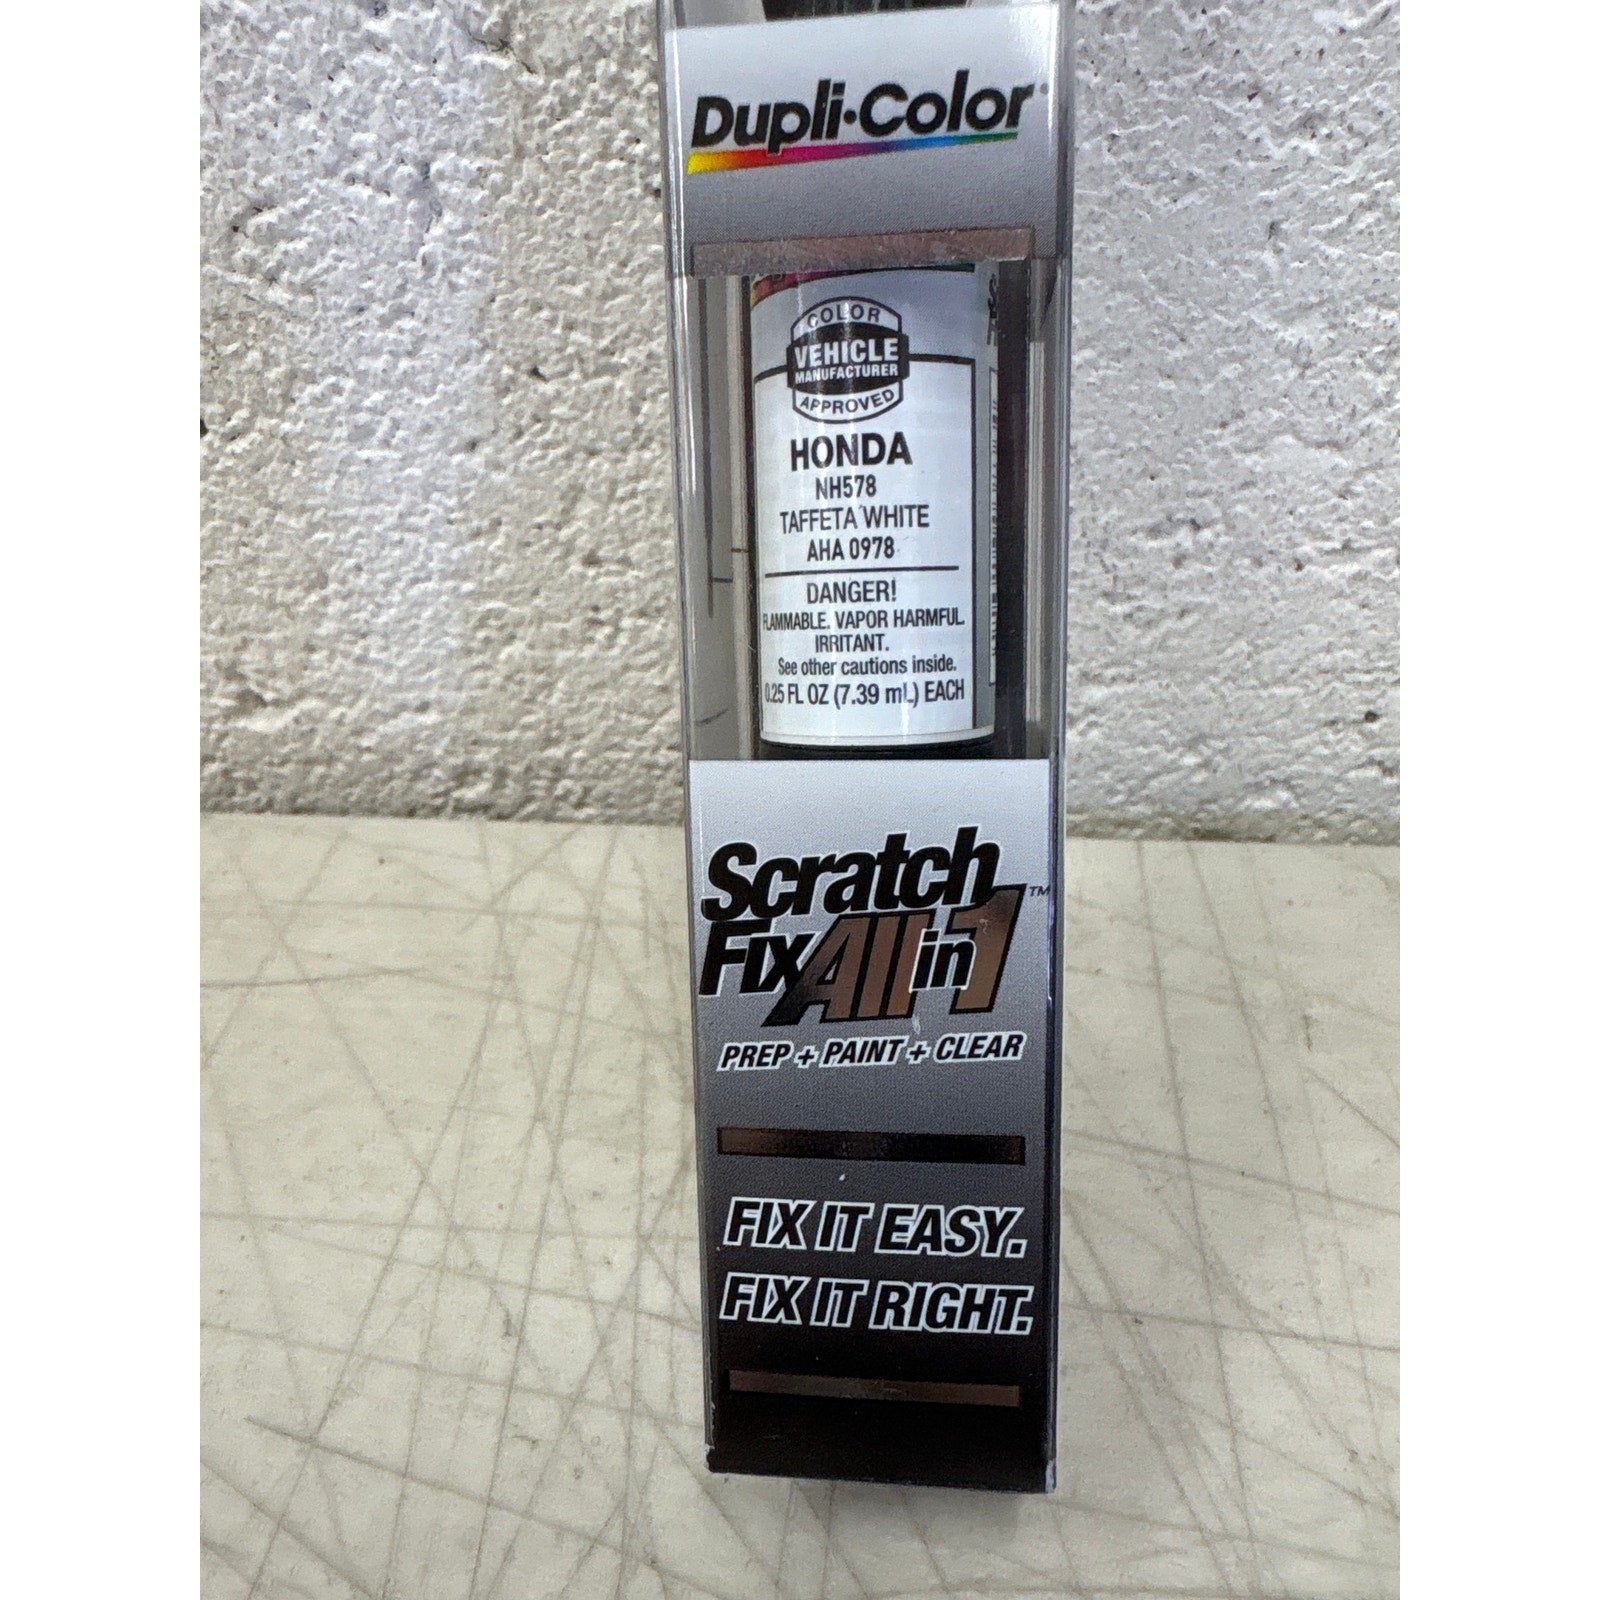 Dupli·Color
COLOR
VEHICLE
MANUFACTURER
APPROVED
HONDA
NH578
TAFFETA WHITE
AHA 0978
DANGER!
FLAMMABLE. VAPOR HARMFUL.
IRRITANT.
See other cautions inside.
0.25 FL OZ (7.39 mL) EACH
Scratch
Fix All in 1™
PREP + PAINT + CLEAR
FIX IT EASY.
FIX IT RIGHT.